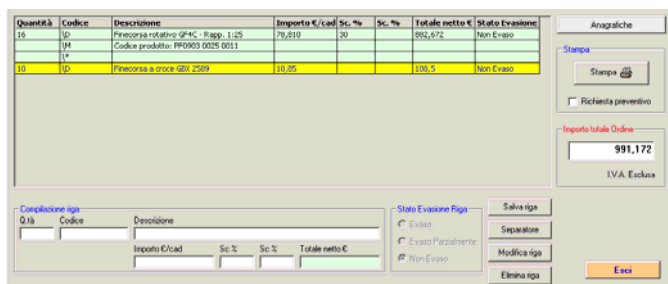 Quantità Codice Descrizione Importo €/cad Sc. % Sc. % Totale netto € Stato Evasione
16 \D Finecorsa rotativo GF4C - Rapp. 1:25 78,810 30 882,672 Non Evaso
\M Codice prodotto: PF0903 0025 0011
\*
10 \D Finecorsa a croce GBX 2509 10,85 108,5 Non Evaso
Anagrafiche
Stampa
Stampa
Richiesta preventivo
Importo totale Ordine
991,172
I.V.A. Esclusa
Compilazione riga
Q.tà Codice Descrizione
Importo €/cad Sc.% Sc.% Totale netto €
Stato Evasione Riga
Evaso
Evaso Parzialmente
Non Evaso
Salva riga
Separatore
Modifica riga
Elimina riga
Esci